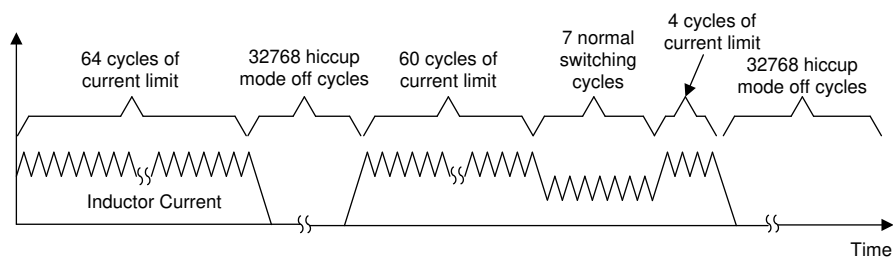 64 cycles of
current limit
32768 hiccup
mode off cycles
60 cycles of
current limit
7 normal
switching
cycles
4 cycles of
current limit
32768 hiccup
mode off cycles
Inductor Current
Time